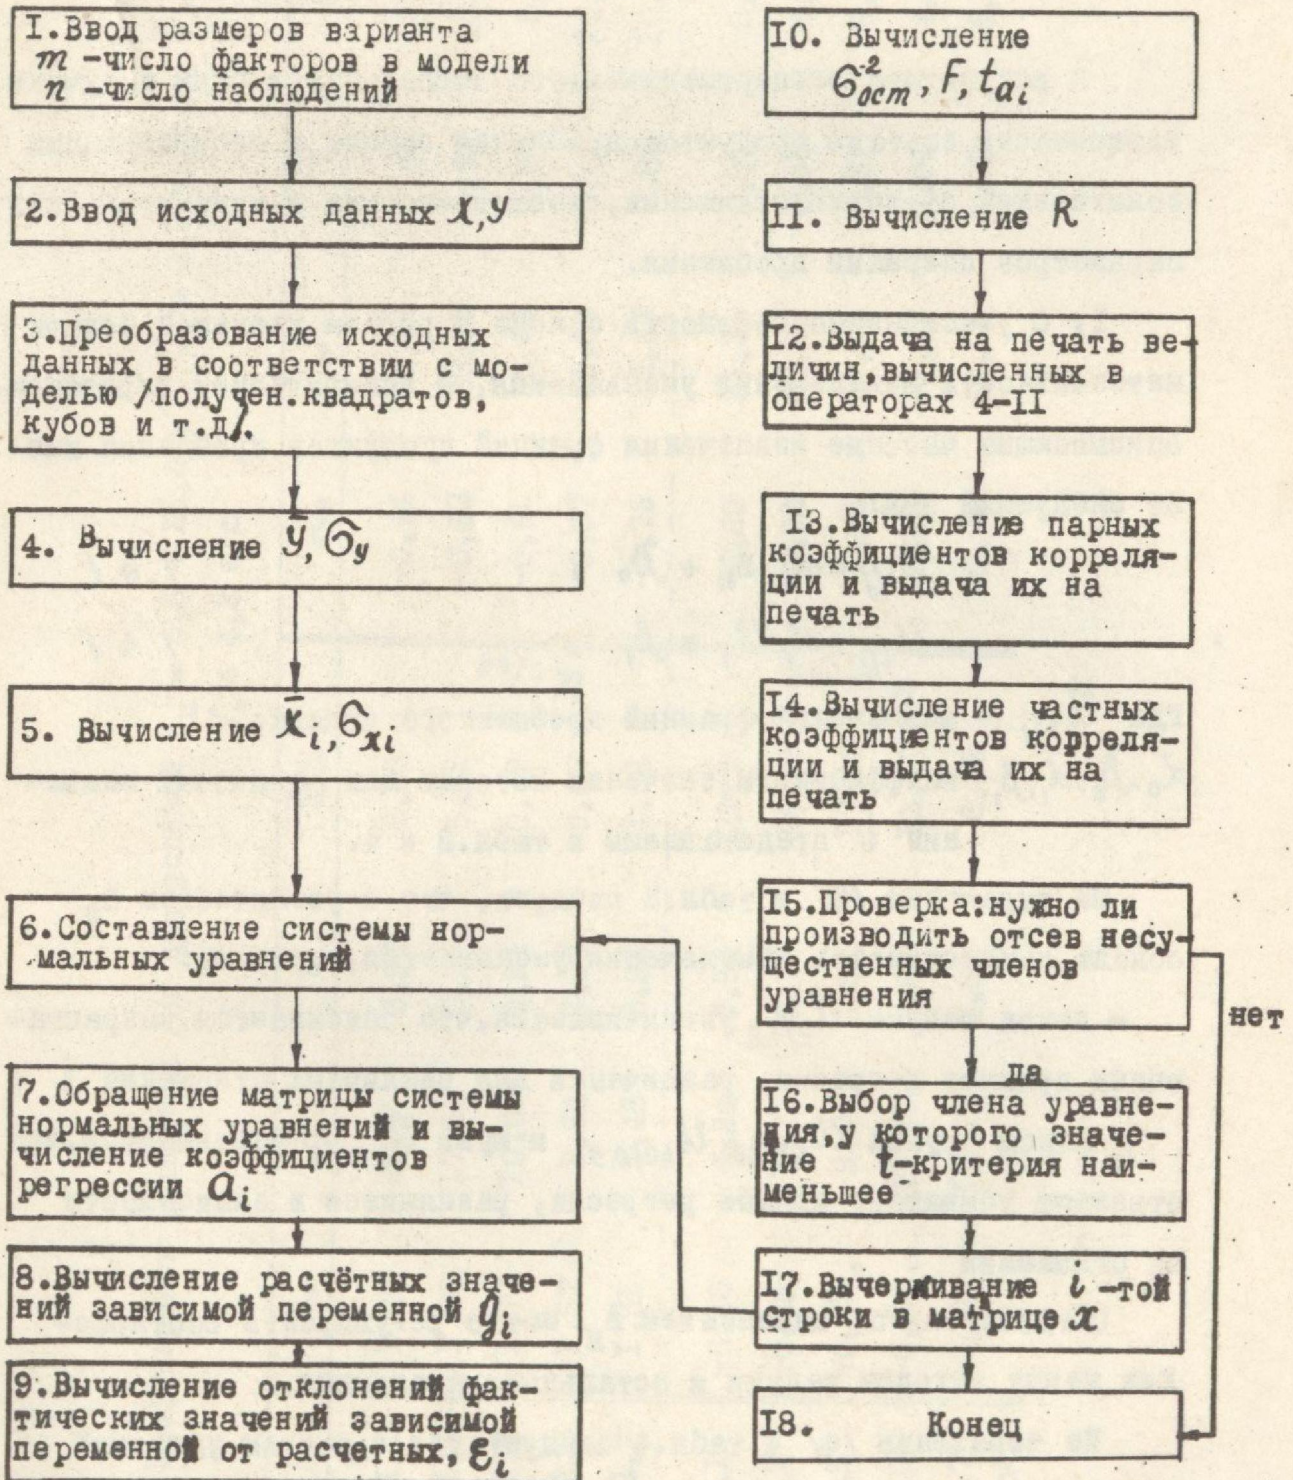 I.Ввод размеров варианта
m -число факторов в модели
n -число наблюдений
2.Ввод исходных данных X,У
3.Преобразование исходных
данных в соответствии с мо-
делью /получен.квадратов,
кубов и т.д/.
4. Вычисление ȳ, σy
5. Вычисление x̄i, σxi
6.Составление системы нор-
мальных уравнений
7.Обращение матрицы системы
нормальных уравнений и вы-
числение коэффициентов
регрессии ai
8.Вычисление расчётных значе-
ний зависимой переменной ŷi
9.Вычисление отклонений фак-
тических значений зависимой
переменной от расчетных, εi
I0. Вычисление
σ²ост, F, tai
II. Вычисление R
I2.Выдача на печать ве-
личин,вычисленных в
операторах 4-II
I3.Вычисление парных
коэффициентов корреля-
ции и выдача их на
печать
I4.Вычисление частных
коэффициентов корреля-
ции и выдача их на
печать
I5.Проверка:нужно ли
производить отсев несу-
щественных членов
уравнения
нет
да
I6.Выбор члена уравне-
ния,у которого значе-
ние t-критерия наи-
меньшее
I7.Вычеркивание i -той
строки в матрице x
I8. Конец